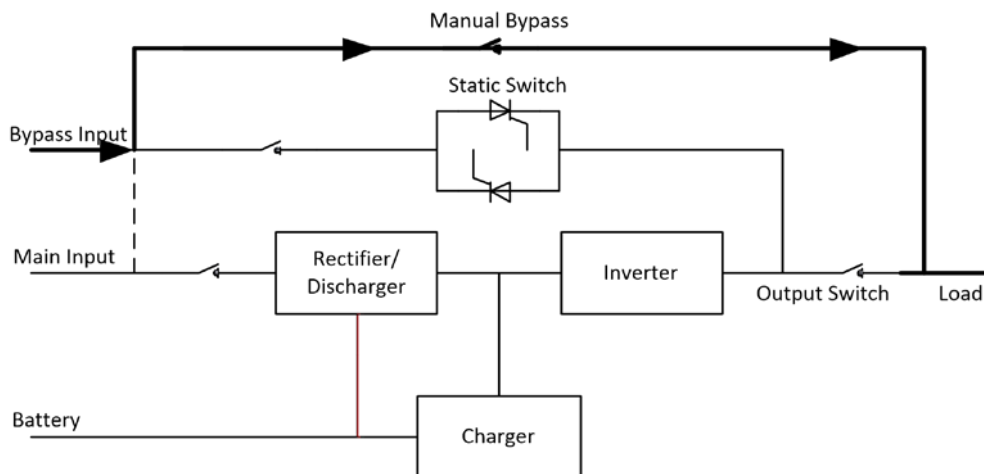 Manual Bypass
Static Switch
Bypass Input
Main Input
Rectifier/
Discharger
Inverter
Output Switch
Load
Battery
Charger